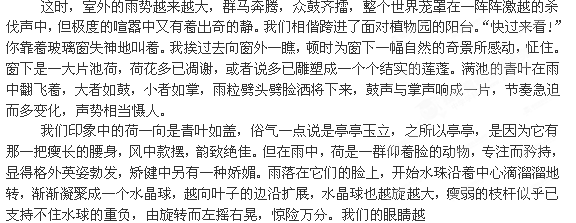 这时，室外的雨势越来越大，群马奔腾，众鼓齐擂，整个世界茏罩在一阵阵激越的杀
伐声中，但极度的喧嚣中又有着出奇的静。我们相偕跨进了面对植物园的阳台。“快过来看！”
你靠着玻璃窗失神地叫着。我挨过去向窗外一瞧，顿时为窗下一幅自然的奇景所感动，怔住。
窗下是一大片池荷，荷花多已凋谢，或者说多已雕塑成一个个结实的莲蓬。满池的青叶在雨
中翻飞着，大者如鼓，小者如掌，雨粒劈头劈脸洒将下来，鼓声与掌声响成一片，节奏急迫
而多变化，声势相当慑人。
我们印象中的荷一向是青叶如盖，俗气一点说是亭亭玉立，之所以亭亭，是因为它有
那一把瘦长的腰身，风中款摆，韵致绝佳。但在雨中，荷是一群仰着脸的动物，专注而矜持，
显得格外英姿勃发，矫健中另有一种娇媚。雨落在它们的脸上，开始水珠沿着中心滴溜溜地
转，渐渐凝聚成一个水晶球，越向叶子的边沿扩展，水晶球也越旋越大，瘦弱的枝杆似乎已
支持不住水球的重负，由旋转而左摇右晃，惊险万分。我们的眼睛越